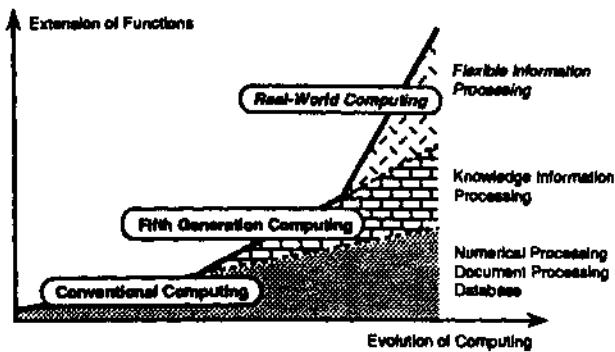 Extension of Functions
Flexible Information
Processing
Real-World Computing
Knowledge Information
Processing
Fifth Generation Computing
Numerical Processing
Document Processing
Database
Conventional Computing
Evolution of Computing